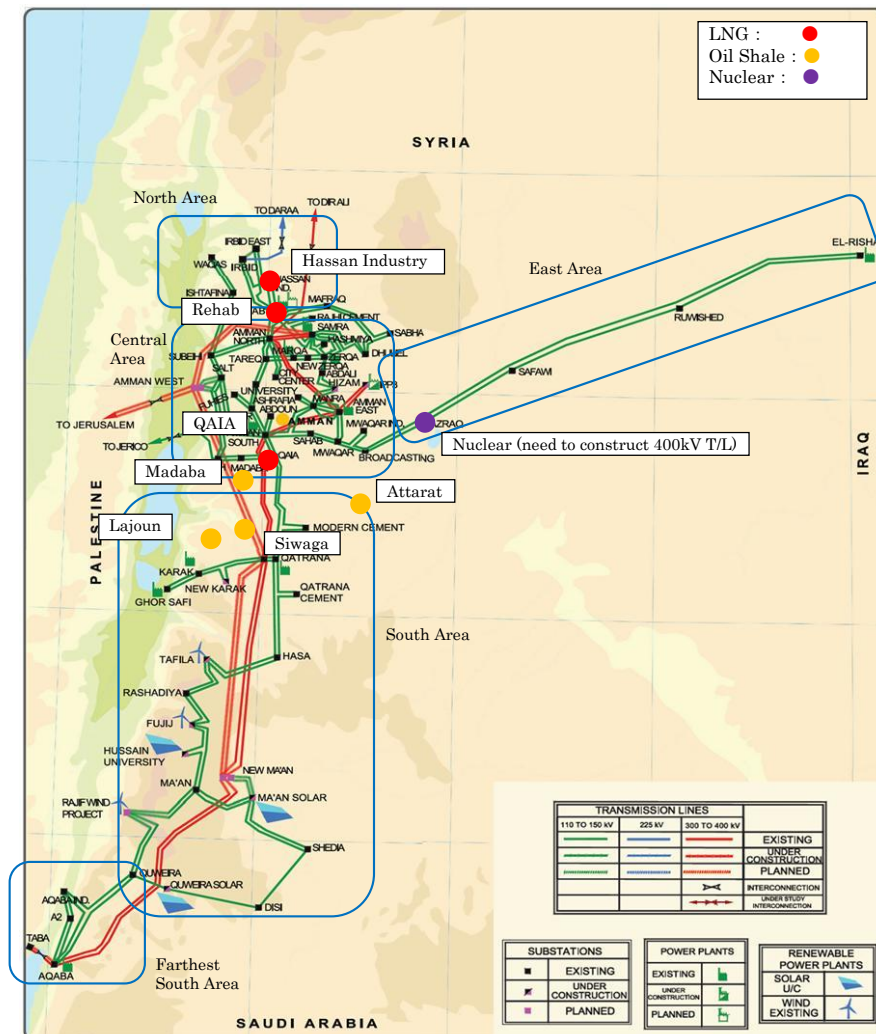 LNG :
Oil Shale :
Nuclear :
SYRIA
North Area
TO DARAA
TO DIR ALI
IRBID EAST
IRBID
WAQAS
Hassan Industry
East Area
EL-RISHA
ISHTAFINA
MAFRAQ
Rehab
RUWISHED
AMMAN
NORTH
SAMRA
HASHMIYA
SABHA
Central
Area
SUBEIHI
TAREQ
MARQA
ZERQA
DHULEL
NEW ZERQA
SALT
CITY
CENTER
ABDALI
SAFAWI
AMMAN WEST
UNIVERSITY
HIZAM
IPP3
FUHEIS
ASHRAFIA
MANRA
AMMAN
EAST
ABDOUN
AMMAN
QAIA
TO JERUSALEM
TO JERICO
SOUTH
SAHAB
MWAQAR IND.
MWAQAR
BROADCASTING
Nuclear (need to construct 400kV T/L)
IRAQ
QAIA
Madaba
Attarat
PALESTINE
Lajoun
MODERN CEMENT
Siwaga
QATRANA
KARAK
NEW KARAK
GHOR SAFI
QATRANA
CEMENT
South Area
TAFILA
HASA
RASHADIYA
FUJIJ
HUSSAIN
UNIVERSITY
NEW MA'AN
MA'AN
MA'AN SOLAR
RAJIF WIND
PROJECT
SHEDIA
QUWEIRA
QUWEIRA SOLAR
DISI
AQABA IND.
A2
TABA
AQABA
Farthest
South Area
SAUDI ARABIA
TRANSMISSION LINES
110 TO 150 kV 225 kV 300 TO 400 kV
EXISTING
UNDER
CONSTRUCTION
PLANNED
INTERCONNECTION
UNDER STUDY
INTERCONNECTION
SUBSTATIONS
EXISTING
UNDER
CONSTRUCTION
PLANNED
POWER PLANTS
EXISTING
UNDER
CONSTRUCTION
PLANNED
RENEWABLE
POWER PLANTS
SOLAR
U/C
WIND
EXISTING